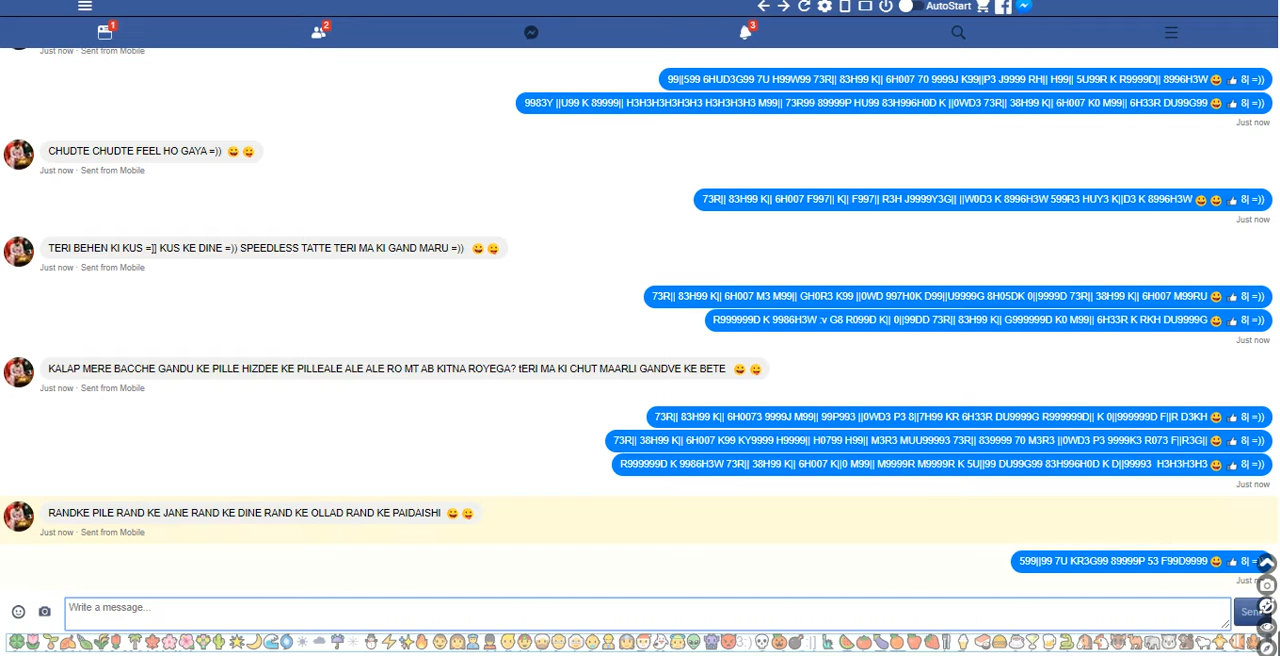 AutoStart
1
2
3
Just now · Sent from Mobile
99||599 6HUD3G99 7U H99W99 73R|| 83H99 K|| 6H007 70 9999J K99||P3 J9999 RH|| H99|| 5U99R K R9999D|| 8996H3W 😀 👍 8| =))
9983Y ||U99 K 89999|| H3H3H3H3H3H3 H3H3H3H3 M99|| 73R99 89999P HU99 83H996H0D K ||0WD3 73R|| 38H99 K|| 6H007 K0 M99|| 6H33R DU99G99 😀 👍 8| =))
Just now
CHUDTE CHUDTE FEEL HO GAYA =)) 😀 😜
Just now · Sent from Mobile
73R|| 83H99 K|| 6H007 F997|| K|| F997|| R3H J9999Y3G|| ||W0D3 K 8996H3W 599R3 HUY3 K||D3 K 8996H3W 😀 😀 👍 8| =))
Just now
TERI BEHEN KI KUS =]] KUS KE DINE =)) SPEEDLESS TATTE TERI MA KI GAND MARU =)) 😀 😜
Just now · Sent from Mobile
73R|| 83H99 K|| 6H007 M3 M99|| GH0R3 K99 ||0WD 997H0K D99||U9999G 8H05DK 0||9999D 73R|| 38H99 K|| 6H007 M99RU 😀 👍 8| =))
R999999D K 9986H3W :v G8 R099D K|| 0||99DD 73R|| 83H99 K|| G999999D K0 M99|| 6H33R K RKH DU9999G 😀 👍 8| =))
Just now
KALAP MERE BACCHE GANDU KE PILLE HIZDEE KE PILLEALE ALE ALE RO MT AB KITNA ROYEGA? tERI MA KI CHUT MAARLI GANDVE KE BETE 😀 😜
Just now · Sent from Mobile
73R|| 83H99 K|| 6H0073 9999J M99|| 99P993 ||0WD3 P3 8||7H99 KR 6H33R DU9999G R999999D|| K 0||999999D F||R D3KH 😀 👍 8| =))
73R|| 38H99 K|| 6H007 K99 KY9999 H9999|| H0799 H99|| M3R3 MUU99993 73R|| 839999 70 M3R3 ||0WD3 P3 9999K3 R073 F||R3G|| 😀 👍 8| =))
R999999D K 9986H3W 73R|| 38H99 K|| 6H007 K||0 M99|| M9999R M9999R K 5U||99 DU99G99 83H996H0D K D||99993 H3H3H3H3 😀 👍 8| =))
Just now
RANDKE PILE RAND KE JANE RAND KE DINE RAND KE OLLAD RAND KE PAIDAISHI 😀 😜
Just now · Sent from Mobile
599||99 7U KR3G99 89999P 53 F99D9999 😀 👍 8| =))
Just
Write a message...
Send